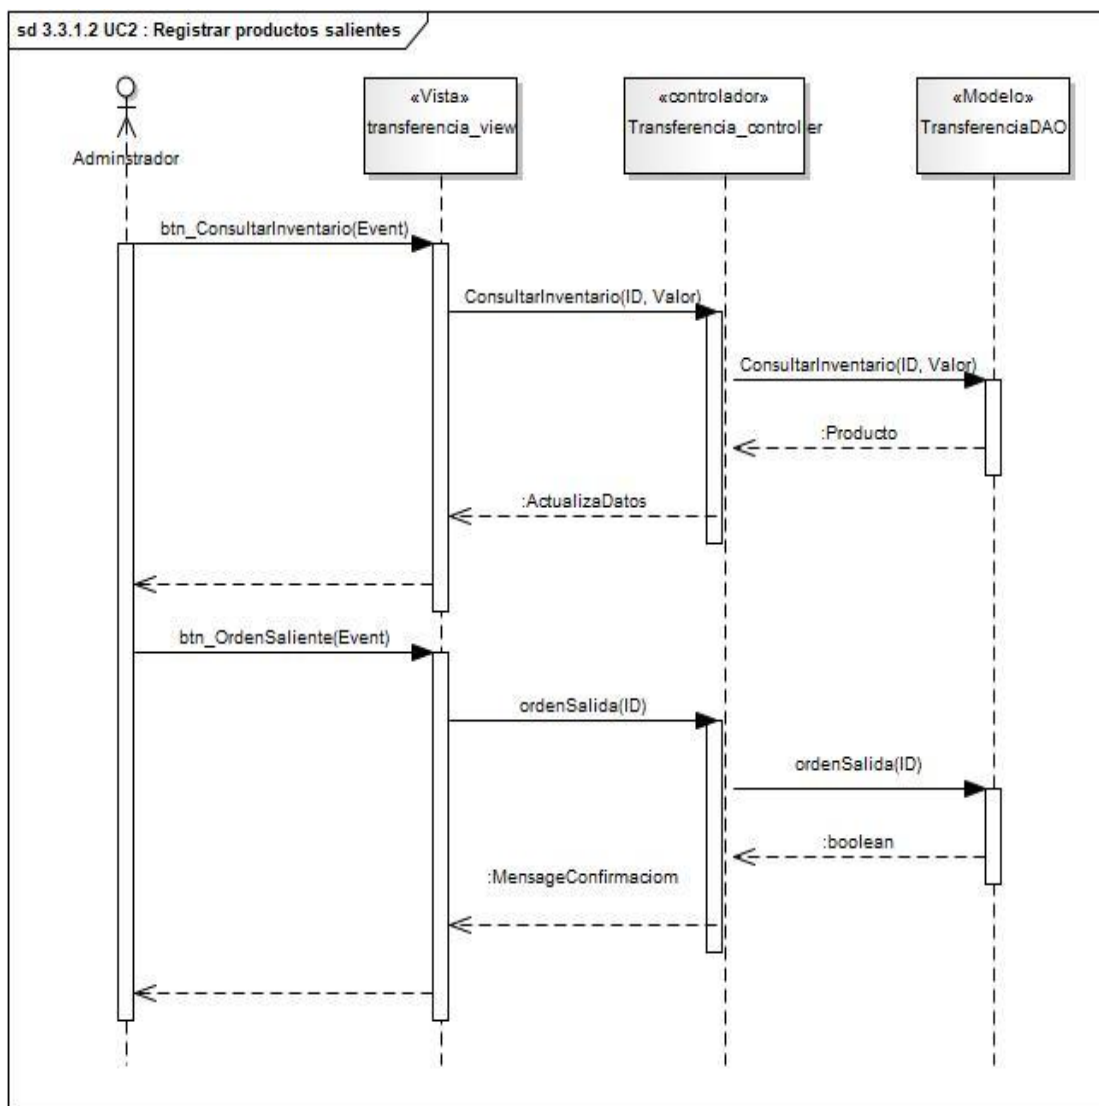 sd 3.3.1.2 UC2 : Registrar productos salientes
Adminstrador
«Vista»
transferencia_view
«controlador»
Transferencia_controller
«Modelo»
TransferenciaDAO
btn_ConsultarInventario(Event)
ConsultarInventario(ID, Valor)
ConsultarInventario(ID, Valor)
:Producto
:ActualizaDatos
btn_OrdenSaliente(Event)
ordenSalida(ID)
ordenSalida(ID)
:boolean
:MensageConfirmaciom